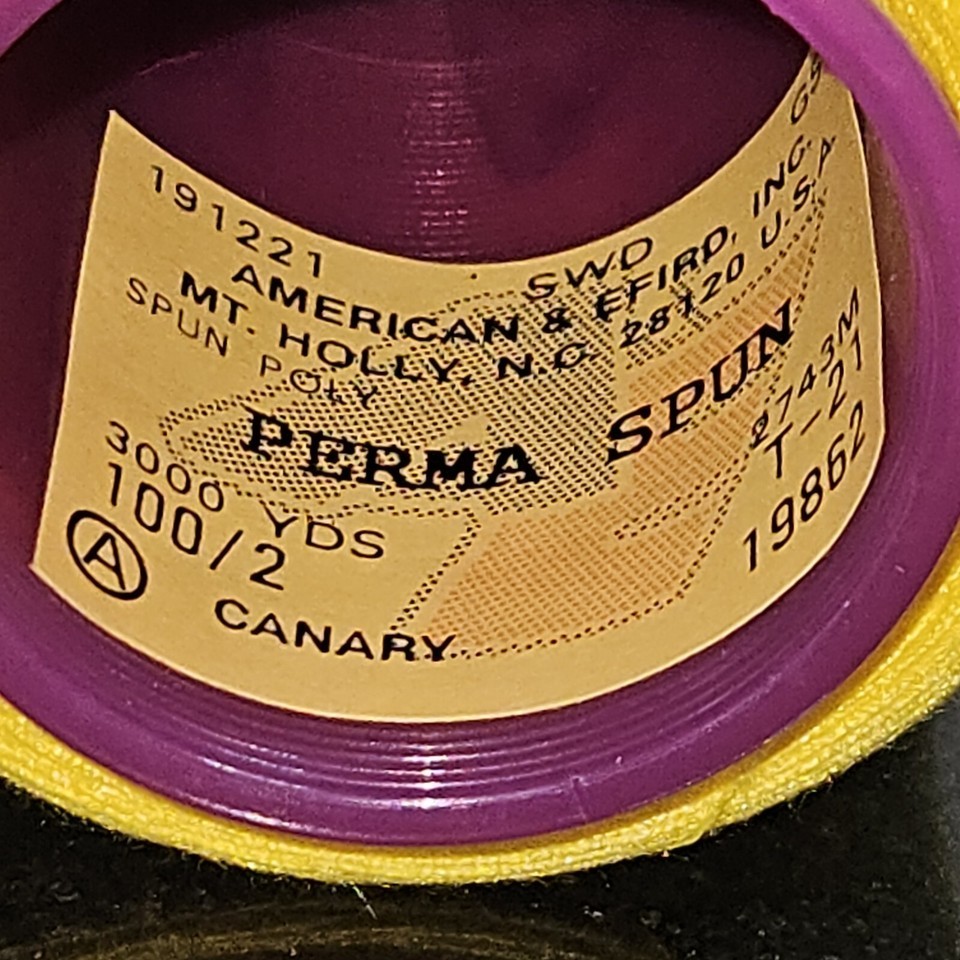 191221 SWD
AMERICAN & EFIRD, INC.
MT. HOLLY, N.C. 28120 U.S.A
SPUN POLY
PERMA SPUN
3000 YDS 2743M
100/2 T-21
A CANARY 19862